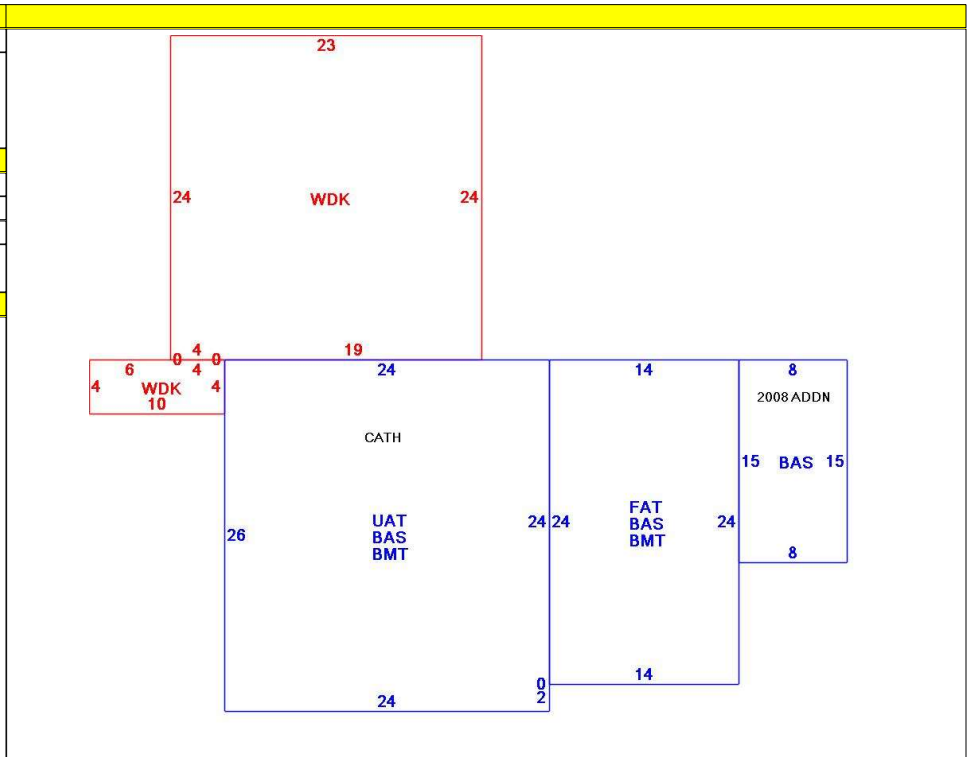 23
24 WDK 24
4 19
0 0
6 4 24 14 8
4 WDK 4
10
2008 ADDN
CATH
15 BAS 15
FAT
UAT 24 24 BAS 24
26 BAS BMT
BMT
8
14
0
2
24